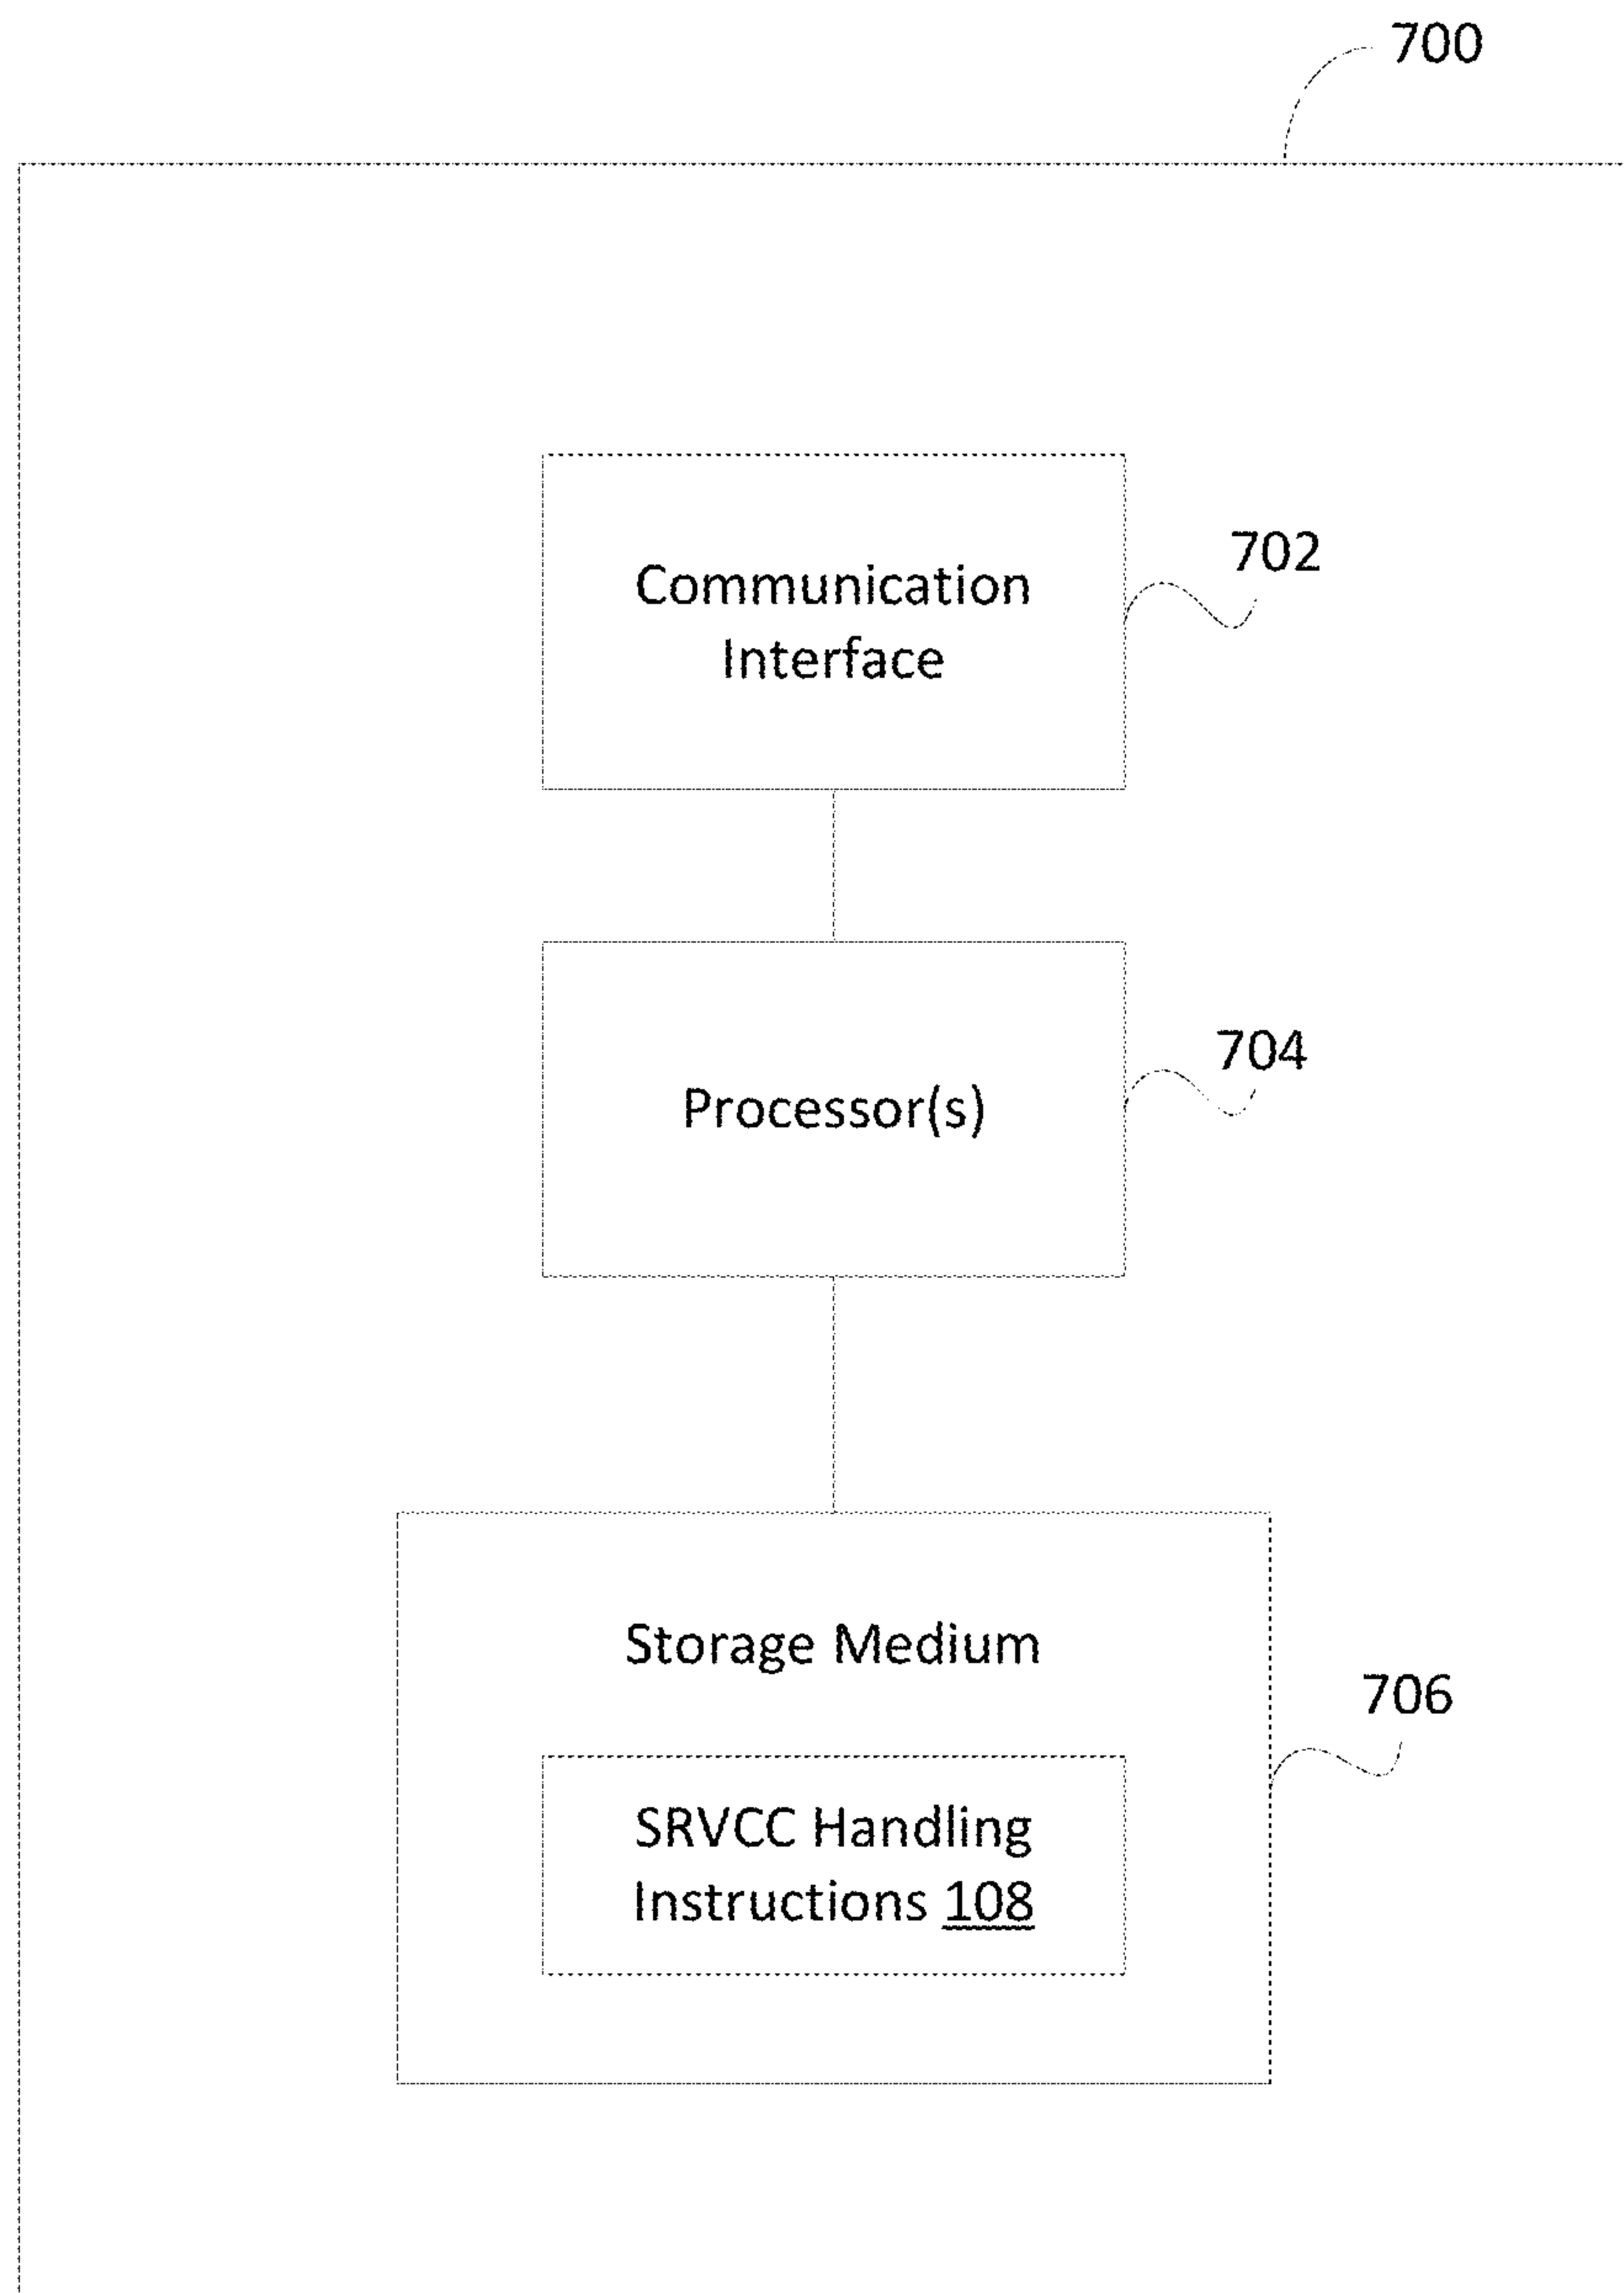 700
Communication
Interface
702
Processor(s)
704
Storage Medium
706
SRVCC Handling
Instructions 108